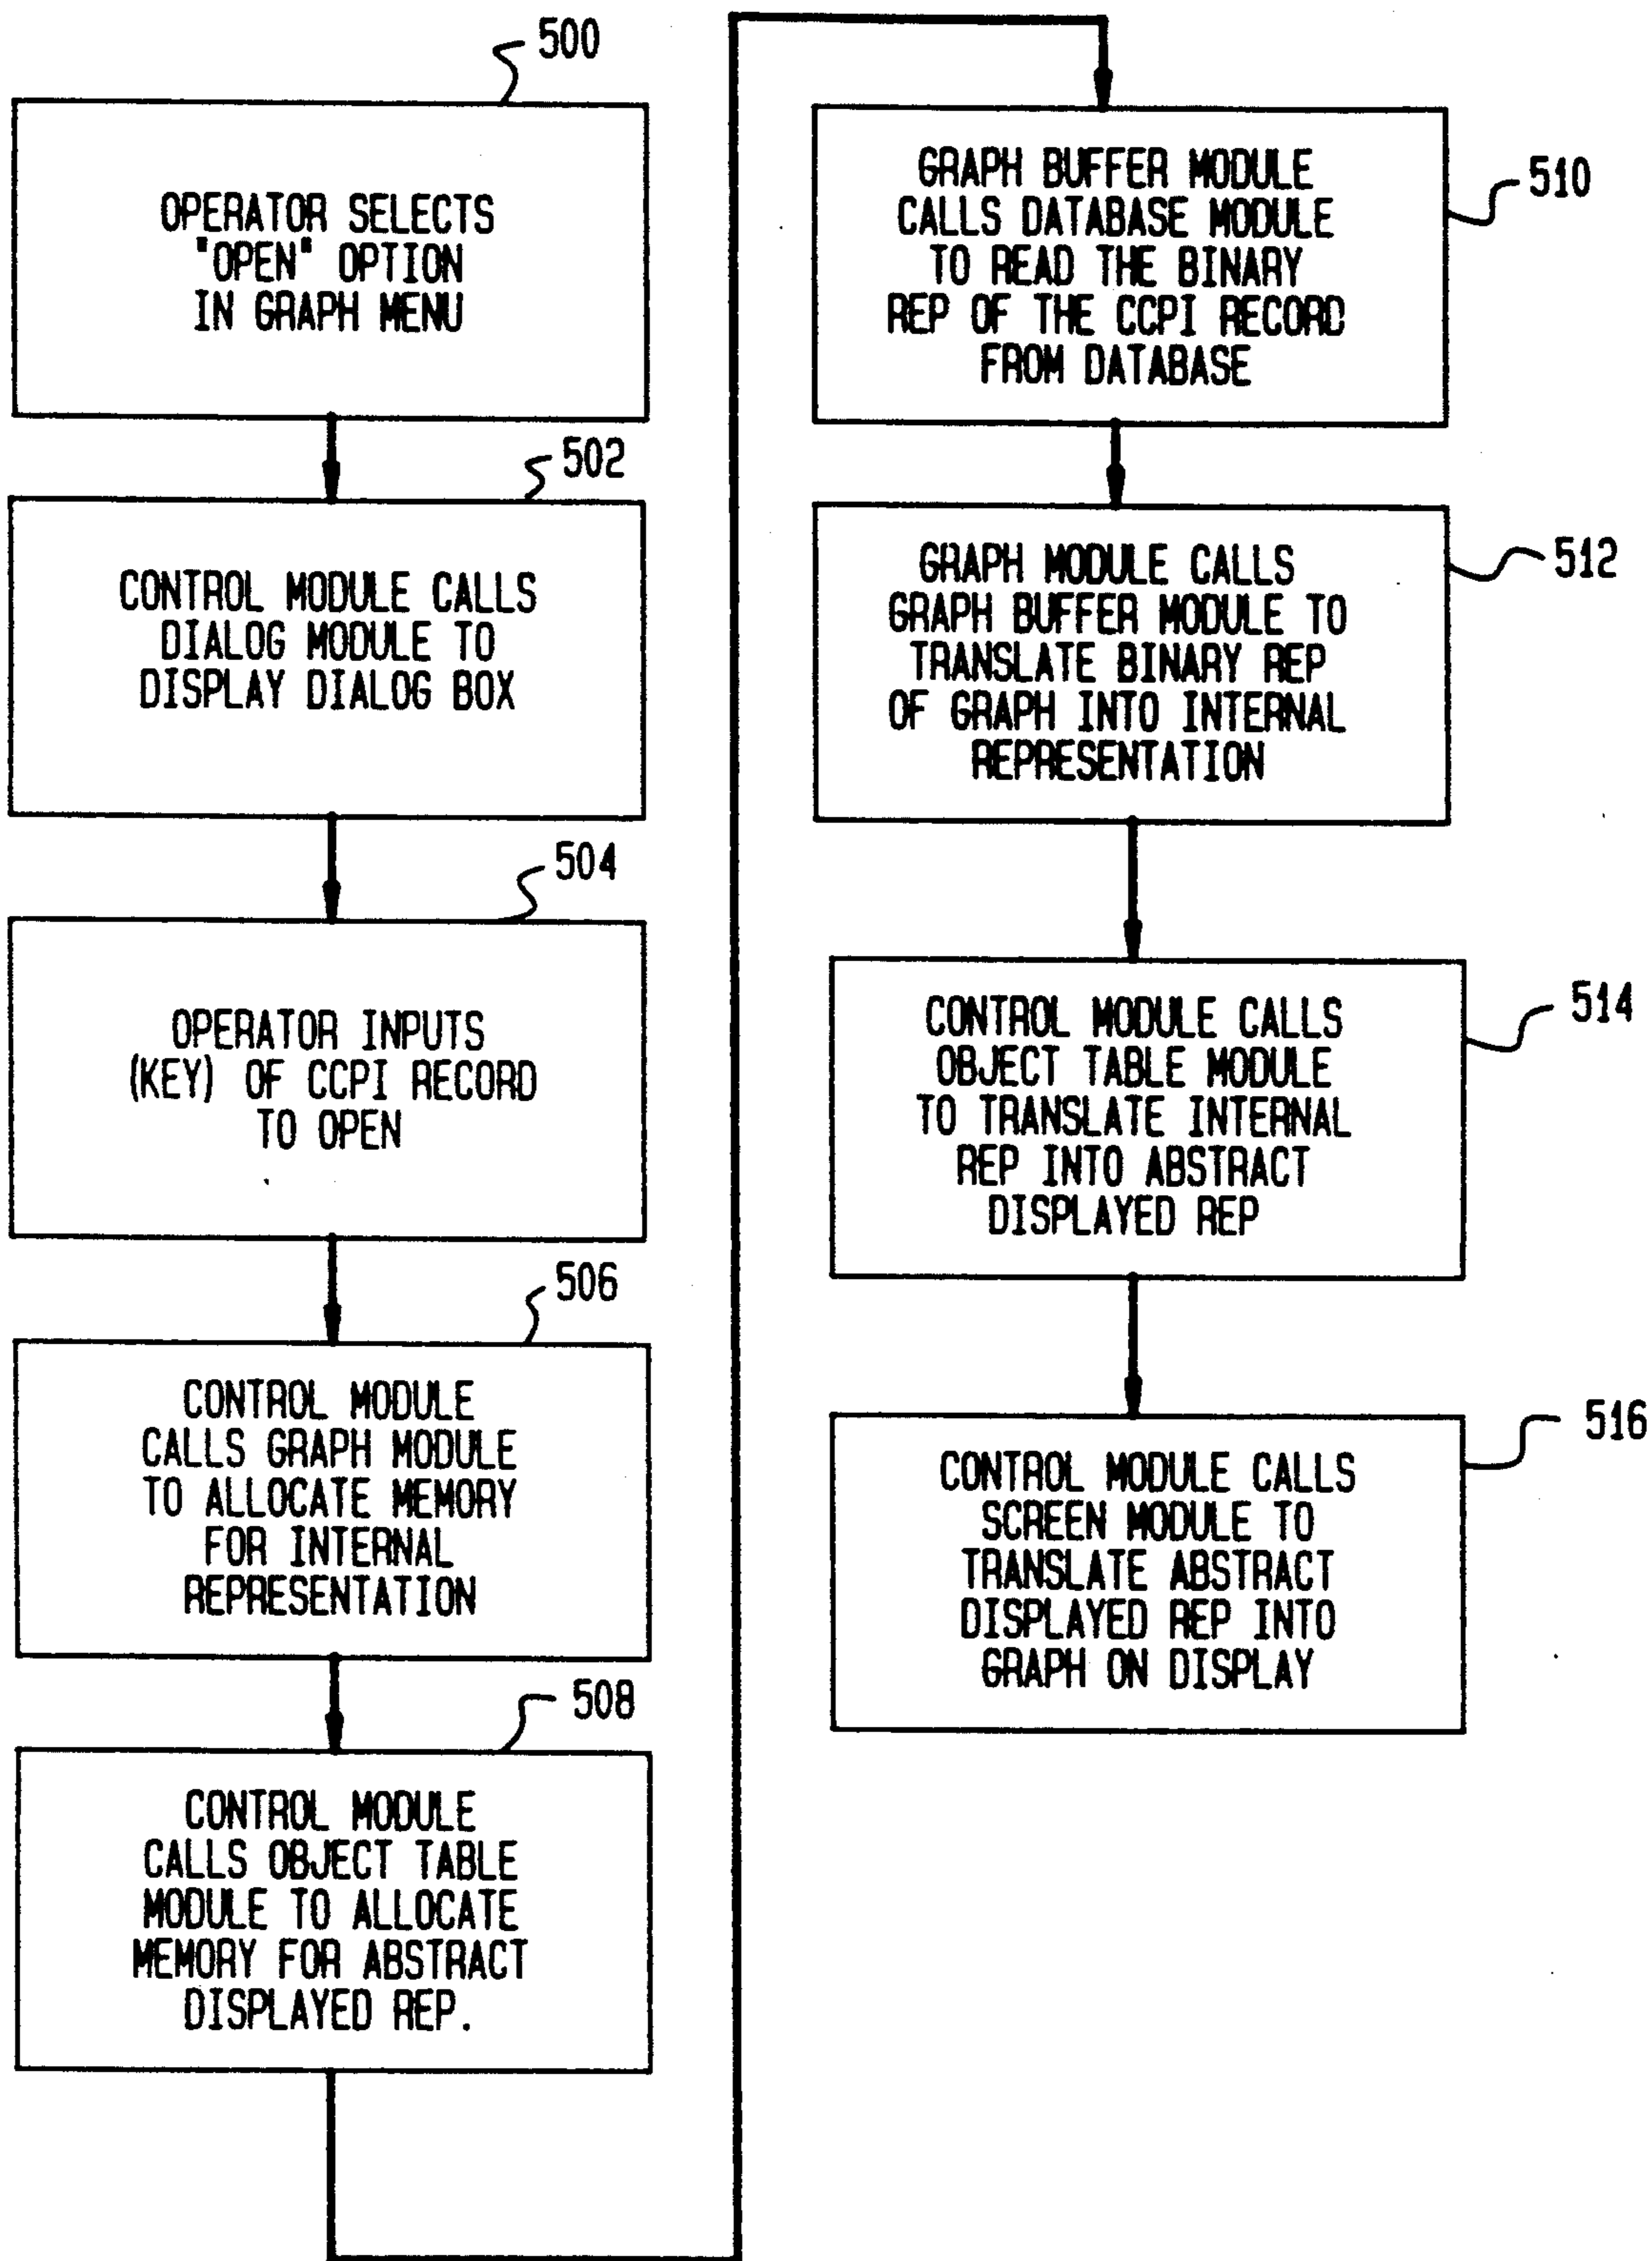 500
OPERATOR SELECTS
"OPEN" OPTION
IN GRAPH MENU
502
CONTROL MODULE CALLS
DIALOG MODULE TO
DISPLAY DIALOG BOX
504
OPERATOR INPUTS
(KEY) OF CCPI RECORD
TO OPEN
506
CONTROL MODULE
CALLS GRAPH MODULE
TO ALLOCATE MEMORY
FOR INTERNAL
REPRESENTATION
508
CONTROL MODULE
CALLS OBJECT TABLE
MODULE TO ALLOCATE
MEMORY FOR ABSTRACT
DISPLAYED REP.
510
GRAPH BUFFER MODULE
CALLS DATABASE MODULE
TO READ THE BINARY
REP OF THE CCPI RECORD
FROM DATABASE
512
GRAPH MODULE CALLS
GRAPH BUFFER MODULE TO
TRANSLATE BINARY REP
OF GRAPH INTO INTERNAL
REPRESENTATION
514
CONTROL MODULE CALLS
OBJECT TABLE MODULE
TO TRANSLATE INTERNAL
REP INTO ABSTRACT
DISPLAYED REP
516
CONTROL MODULE CALLS
SCREEN MODULE TO
TRANSLATE ABSTRACT
DISPLAYED REP INTO
GRAPH ON DISPLAY